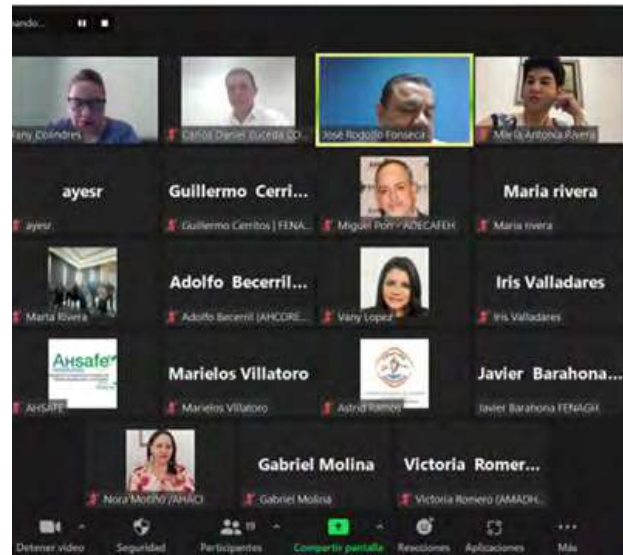 Tany Colindres
Carlos Daniel Buceda CO...
José Rodolfo Fonseca
María Antonia Rivera
ayesr
Guillermo Cerri...
Maria rivera
ayesr
Guillermo Cerritos | FENA...
Miguel Pon - ADECAFEH
Maria rivera
Adolfo Becerril...
Iris Valladares
Marta Rivera
Adolfo Becerril (AHCORE...
Vany Lopez
Iris Valladares
AHSAFE
Marielos Villatoro
Javier Barahona...
AHSAFE
Marielos Villatoro
Astrid Ramos
Javier Barahona FENAGH
Gabriel Molina
Victoria Romer...
Nora Motiño /AHACI
Gabriel Molina
Victoria Romero (AMADH...
19
Detener video
Seguridad
Participantes
Compartir pantalla
Reacciones
Aplicaciones
Más